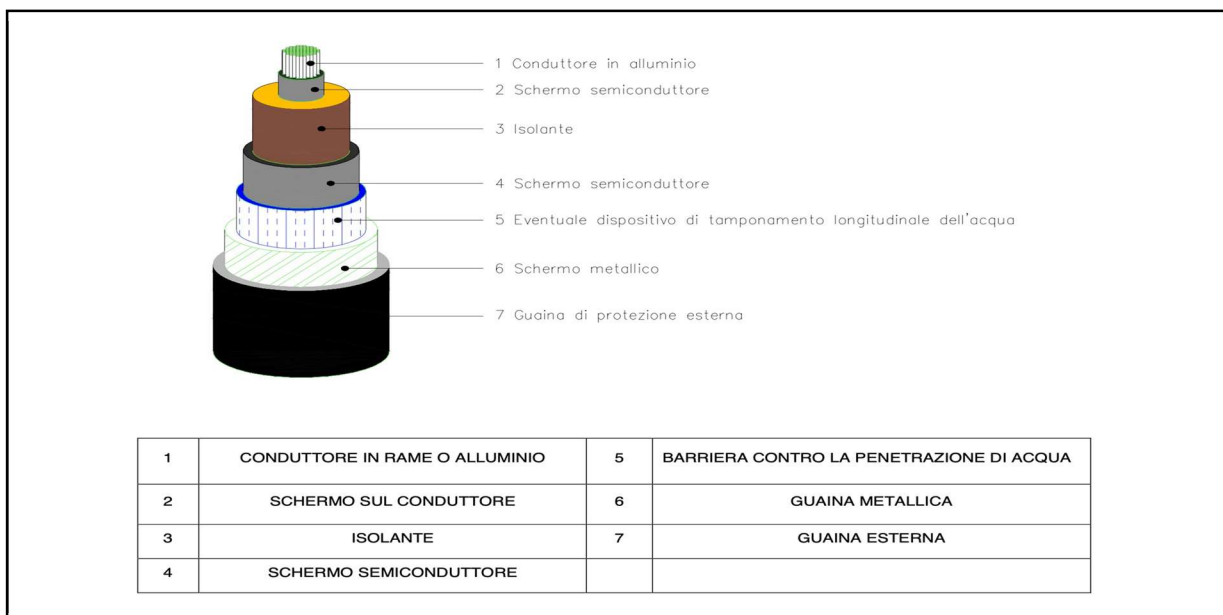 1 Conduttore in alluminio
2 Schermo semiconduttore
3 Isolante
4 Schermo semiconduttore
5 Eventuale dispositivo di tamponamento longitudinale dell'acqua
6 Schermo metallico
7 Guaina di protezione esterna
1 CONDUTTORE IN RAME O ALLUMINIO 5 BARRIERA CONTRO LA PENETRAZIONE DI ACQUA
2 SCHERMO SUL CONDUTTORE 6 GUAINA METALLICA
3 ISOLANTE 7 GUAINA ESTERNA
4 SCHERMO SEMICONDUTTORE